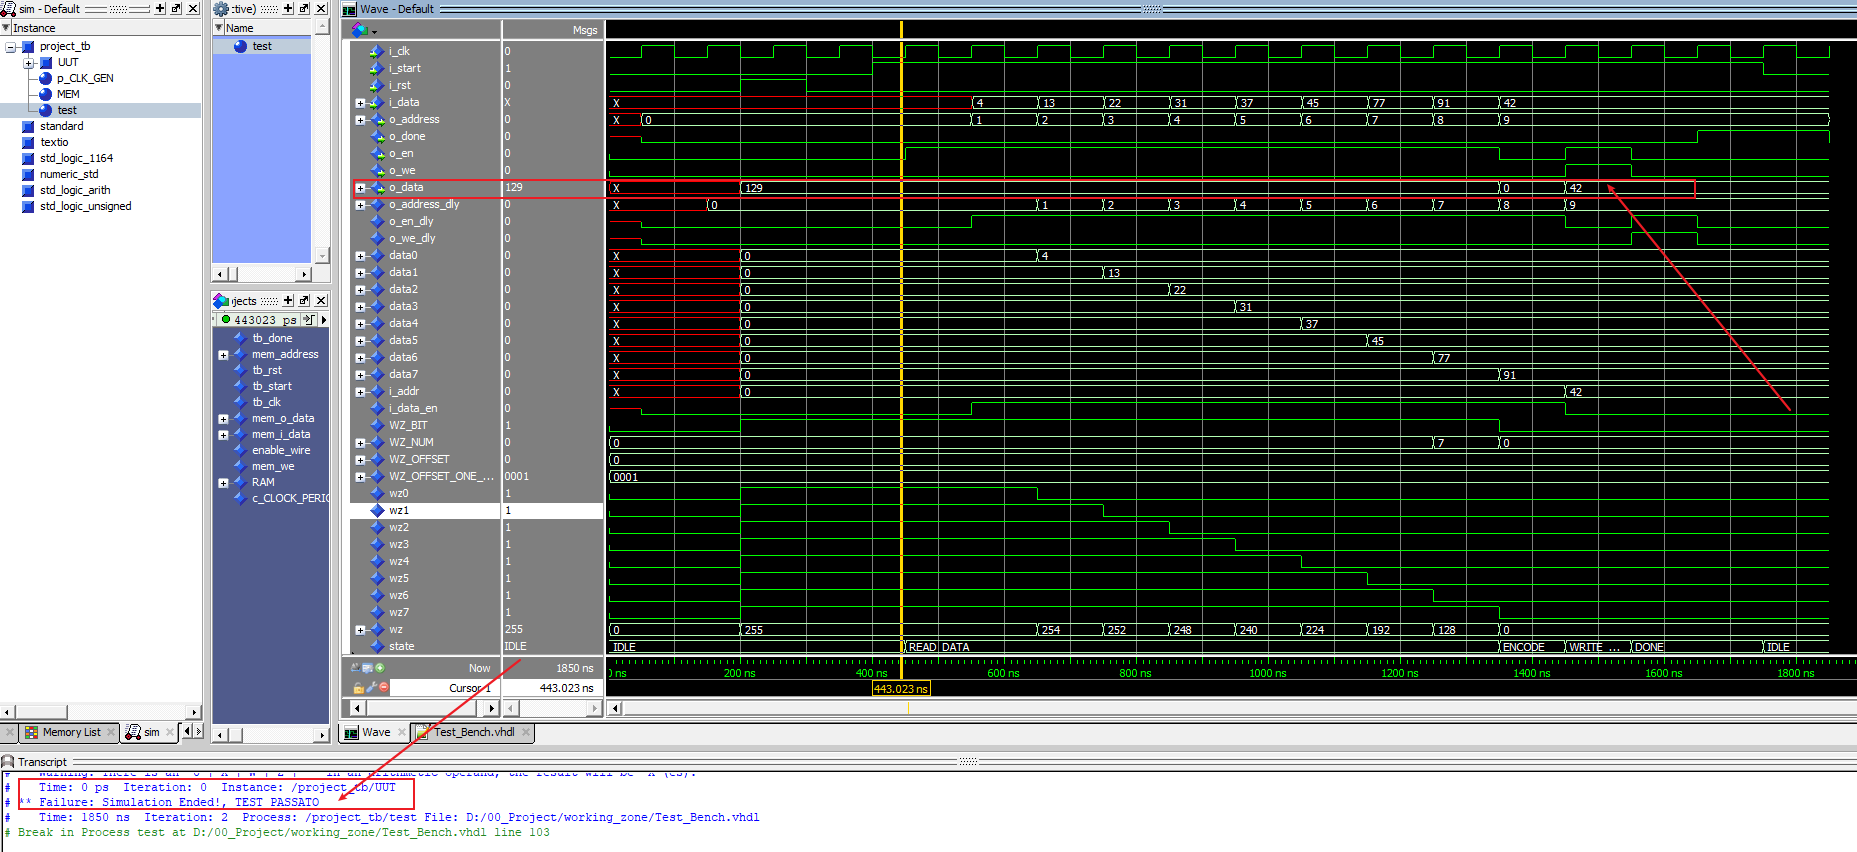 sim - Default
Instance
project_tb
UUT
p_CLK_GEN
MEM
test
standard
textio
std_logic_1164
numeric_std
std_logic_arith
std_logic_unsigned
Memory List
sim
:tive)
Name
test
443023 ps
tb_done
mem_address
tb_rst
tb_start
tb_clk
mem_o_data
mem_i_data
enable_wire
mem_we
RAM
c_CLOCK_PERIO
Wave - Default
Msgs
i_clk 0
i_start 1
i_rst 0
i_data X X 4 13 22 31 37 45 77 91 42
o_address 0 X 0 1 2 3 4 5 6 7 8 9
o_done 0
o_en 0
o_we 0
o_data 129 X 129 0 42
o_address_dly 0 X 0 1 2 3 4 5 6 7 8 9
o_en_dly 0
o_we_dly 0
data0 0 X 0 4
data1 0 X 0 13
data2 0 X 0 22
data3 0 X 0 31
data4 0 X 0 37
data5 0 X 0 45
data6 0 X 0 77
data7 0 X 0 91
i_addr 0 X 0 42
i_data_en 0
WZ_BIT 1
WZ_NUM 0 0 7 0
WZ_OFFSET 0 0
WZ_OFFSET_ONE_... 0001 0001
wz0 1
wz1 1
wz2 1
wz3 1
wz4 1
wz5 1
wz6 1
wz7 1
wz 255 0 255 254 252 248 240 224 192 128 0
state IDLE IDLE READ_DATA ENCODE WRITE ... DONE IDLE
Now 1850 ns ns 200 ns 400 ns 600 ns 800 ns 1000 ns 1200 ns 1400 ns 1600 ns 1800 ns
Cursor 1 443.023 ns 443.023 ns
Wave
Test_Bench.vhdl
Transcript
# Time: 0 ps Iteration: 0 Instance: /project_tb/UUT
# ** Failure: Simulation Ended!, TEST PASSATO
# Time: 1850 ns Iteration: 2 Process: /project_tb/test File: D:/00_Project/working_zone/Test_Bench.vhdl
# Break in Process test at D:/00_Project/working_zone/Test_Bench.vhdl line 103